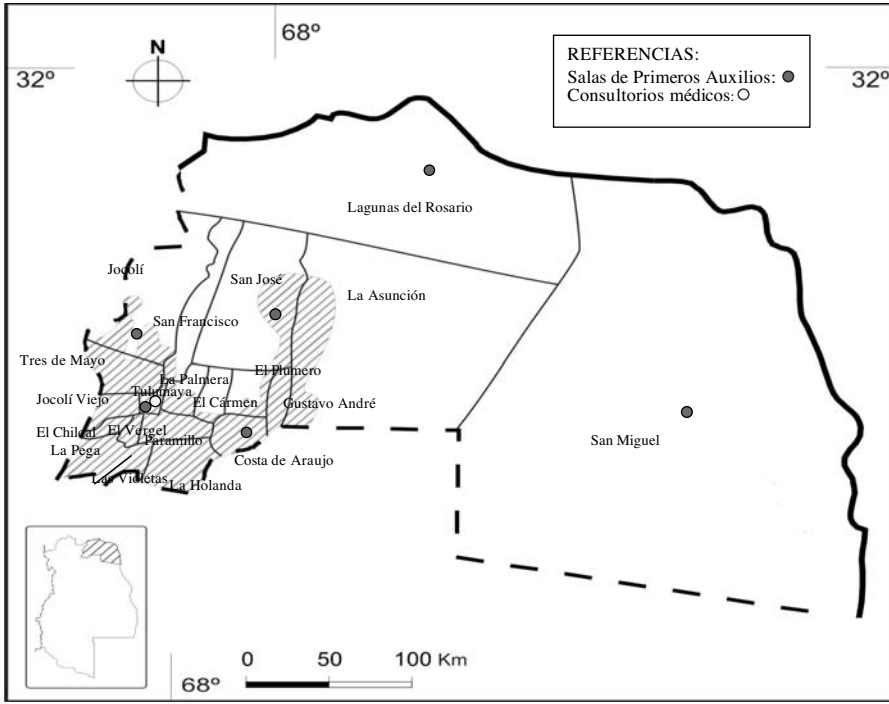 68º
32º
32º
N
REFERENCIAS:
Salas de Primeros Auxilios:
Consultorios médicos:
Lagunas del Rosario
Jocolí
San José
La Asunción
San Francisco
Tres de Mayo
El Plumero
La Palmera
Tulumaya
Jocolí Viejo
El Cármen
Gustavo André
El Chilcal
El Vergel
Paramillo
San Miguel
La Pega
Costa de Araujo
Las Violetas
La Holanda
0 50 100 Km
68º